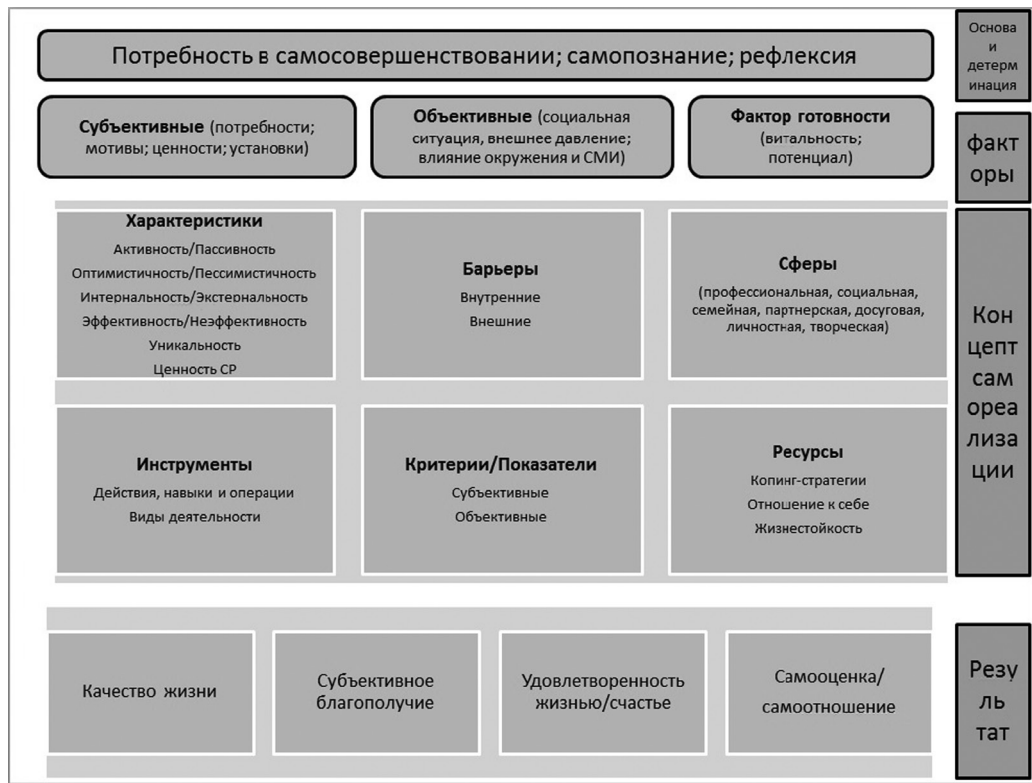 Потребность в самосовершенствовании; самопознание; рефлексия
Основа
и
детерм
инация
Субъективные (потребности;
мотивы; ценности; установки)
Объективные (социальная
ситуация, внешнее давление;
влияние окружения и СМИ)
Фактор готовности
(витальность;
потенциал)
факт
оры
Характеристики
Активность/Пассивность
Оптимистичность/Пессимистичность
Интернальность/Экстернальность
Эффективность/Неэффективность
Уникальность
Ценность СР
Барьеры
Внутренние
Внешние
Сферы
(профессиональная, социальная,
семейная, партнерская, досуговая,
личностная, творческая)
Кон
цепт
сам
ореа
лиза
ции
Инструменты
Действия, навыки и операции
Виды деятельности
Критерии/Показатели
Субъективные
Объективные
Ресурсы
Копинг-стратегии
Отношение к себе
Жизнестойкость
Качество жизни
Субъективное
благополучие
Удовлетворенность
жизнью/счастье
Самооценка/
самоотношение
Резу
ль
тат